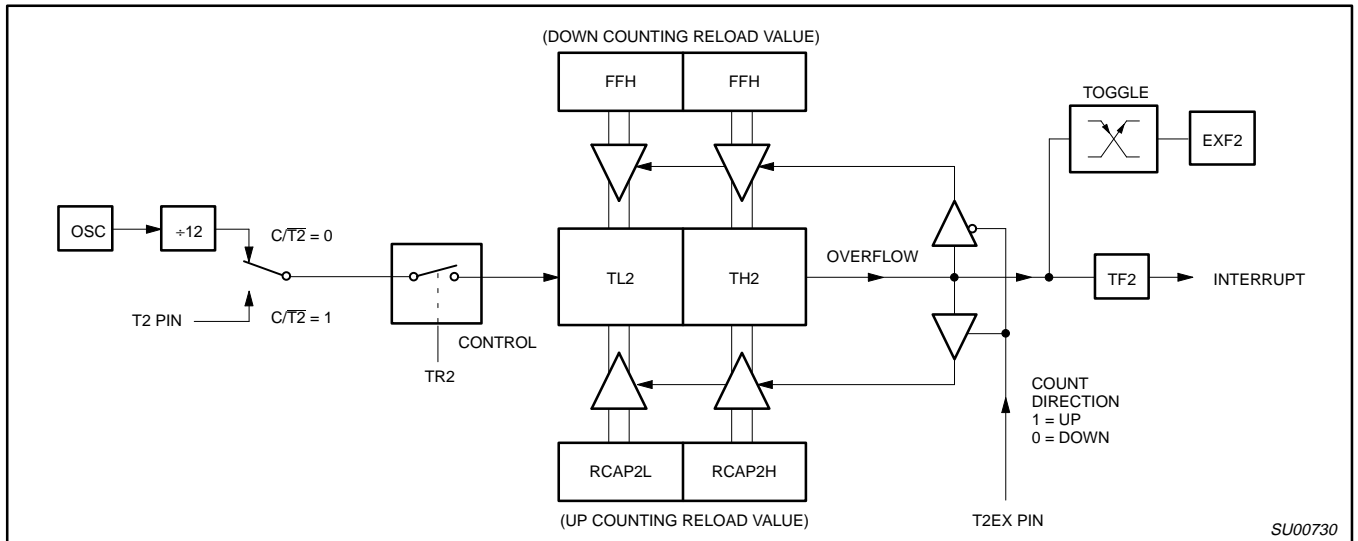 (DOWN COUNTING RELOAD VALUE)
FFH
FFH
TOGGLE
EXF2
OSC
÷12
C/T2̅ = 0
T2 PIN
C/T2̅ = 1
CONTROL
TR2
TL2
TH2
OVERFLOW
TF2
INTERRUPT
COUNT
DIRECTION
1 = UP
0 = DOWN
RCAP2L
RCAP2H
(UP COUNTING RELOAD VALUE)
T2EX PIN
SU00730